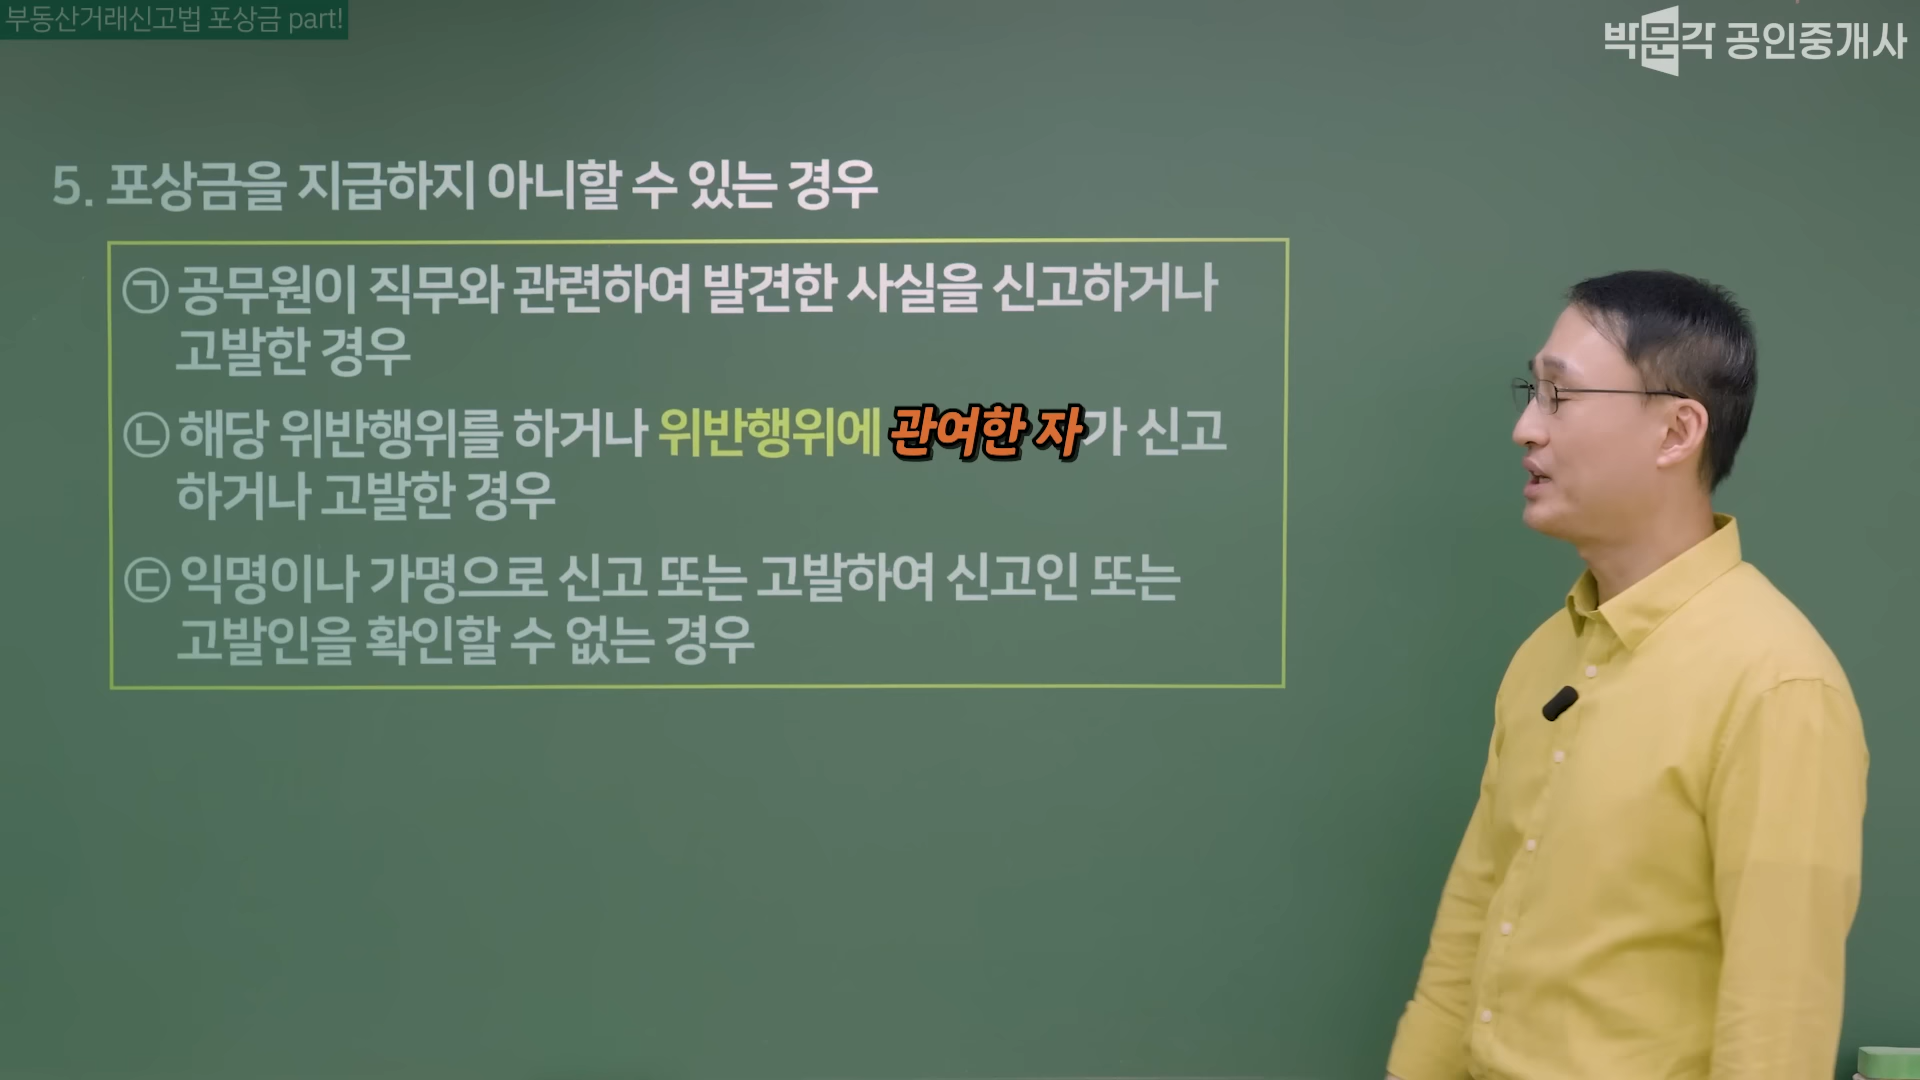 부동산거래신고법 포상금 part!
박문각 공인중개사
5. 포상금을 지급하지 아니할 수 있는 경우
㉠ 공무원이 직무와 관련하여 발견한 사실을 신고하거나
고발한 경우
㉡ 해당 위반행위를 하거나 위반행위에 관여한 자가 신고
하거나 고발한 경우
㉢ 익명이나 가명으로 신고 또는 고발하여 신고인 또는
고발인을 확인할 수 없는 경우